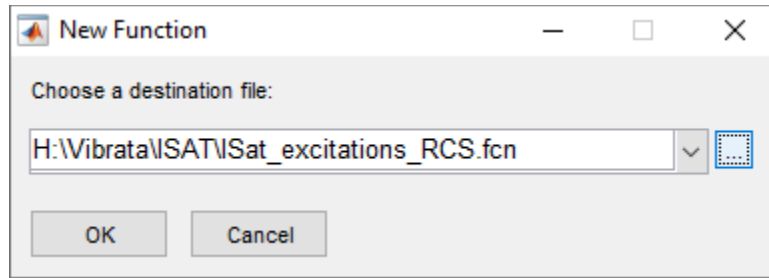 New Function
Choose a destination file:
H:\Vibrata\ISAT\ISat_excitations_RCS.fcn ...
OK Cancel